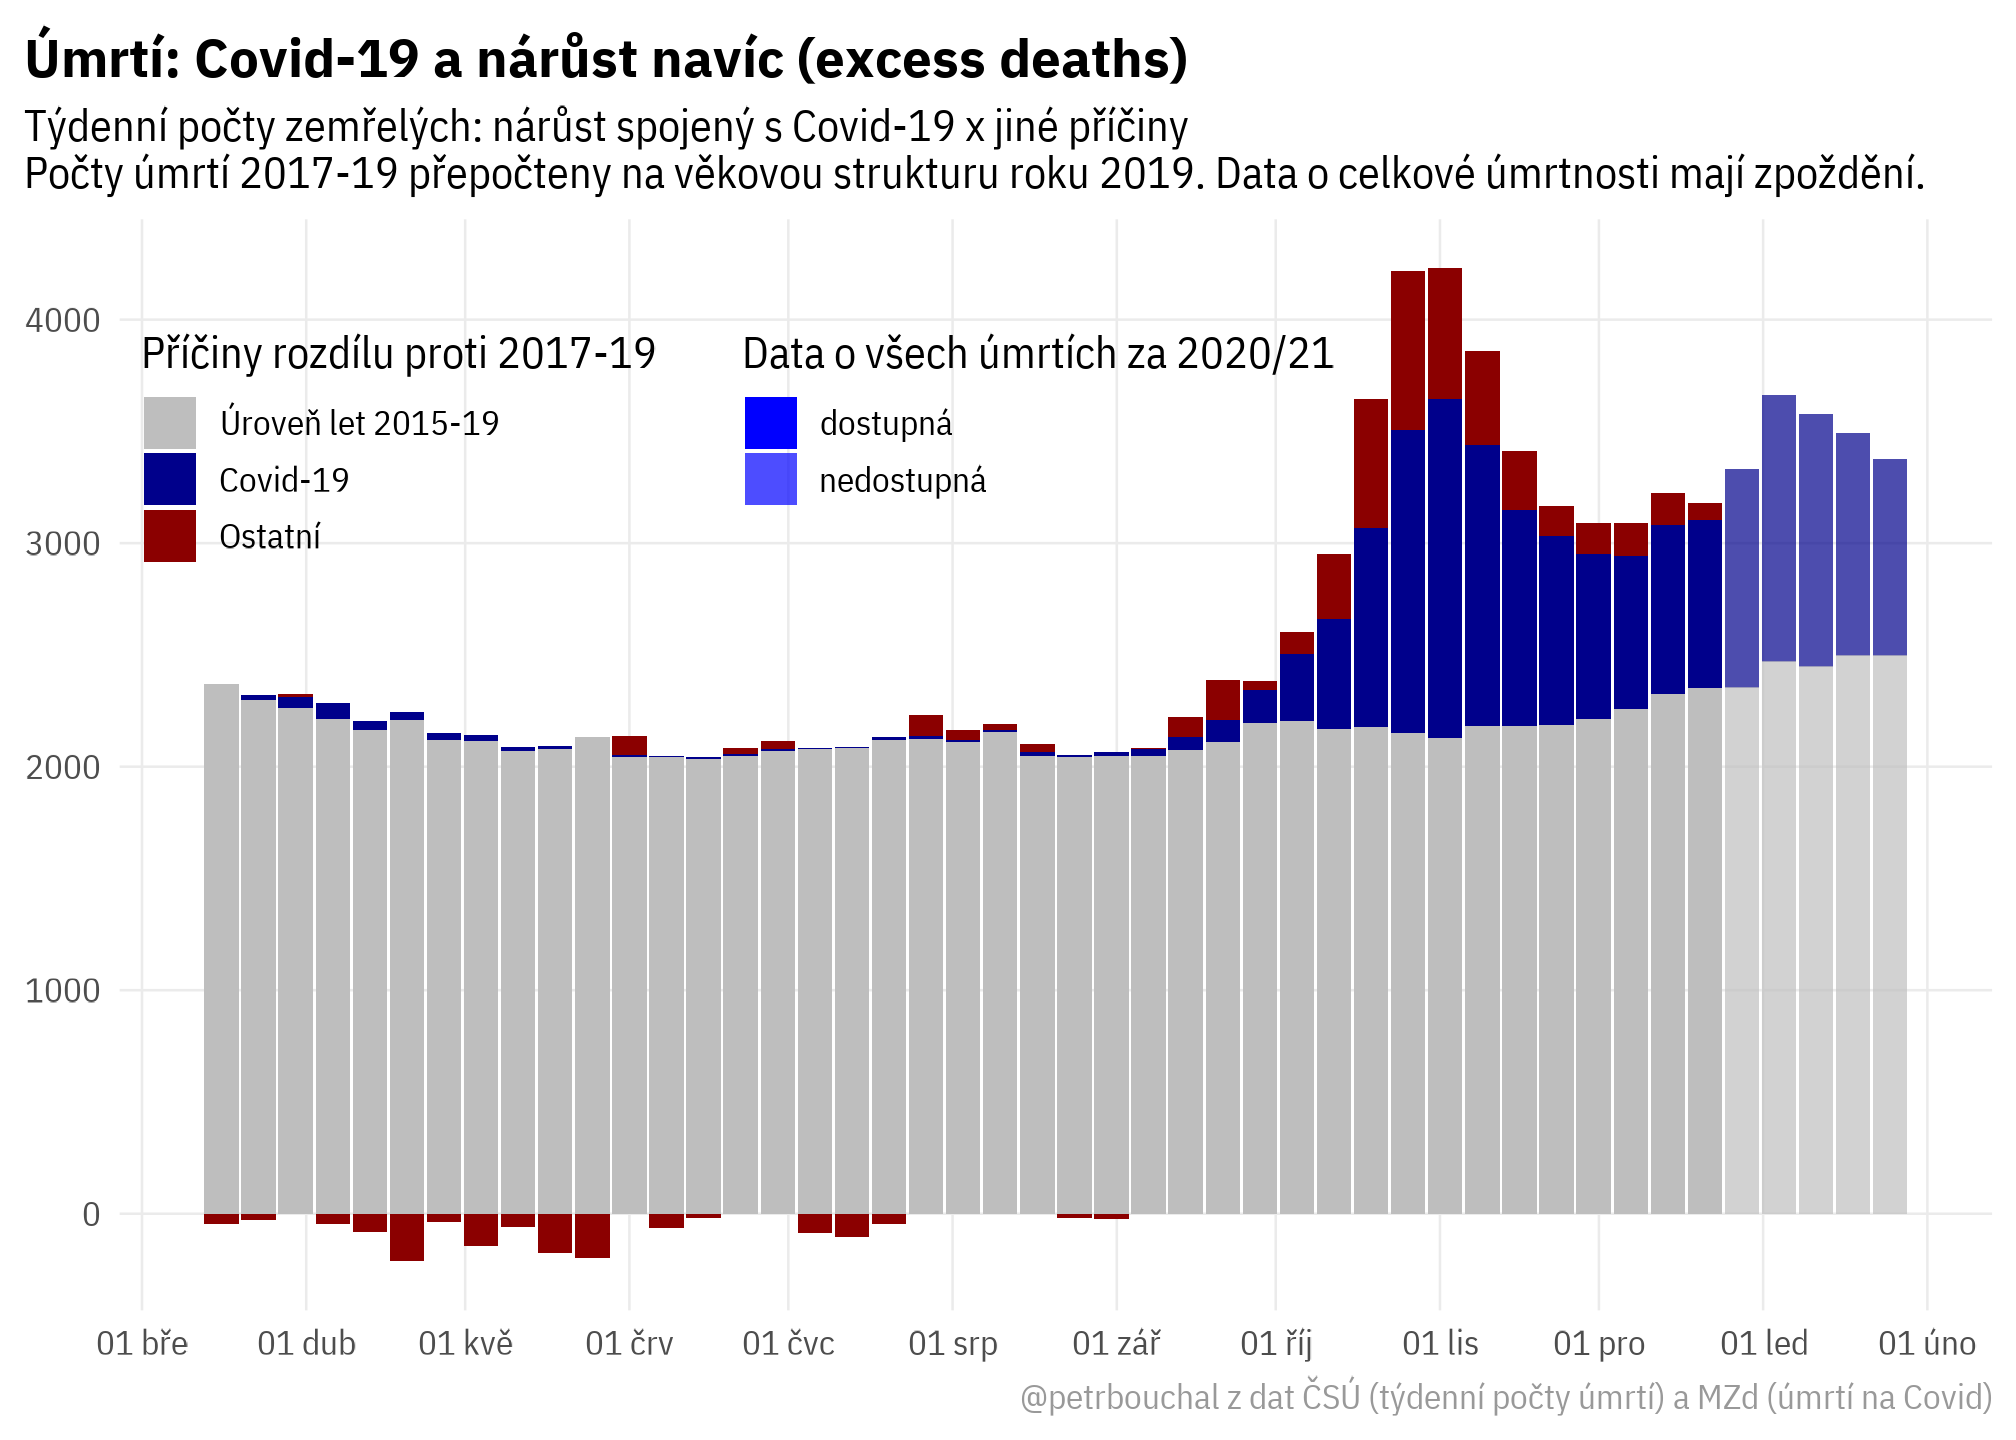 Úmrtí: Covid-19 a nárůst navíc (excess deaths)
Týdenní počty zemřelých: nárůst spojený s Covid-19 x jiné příčiny
Počty úmrtí 2017-19 přepočteny na věkovou strukturu roku 2019. Data o celkové úmrtnosti mají zpoždění.
4000
3000
2000
1000
0
Příčiny rozdílu proti 2017-19
Úroveň let 2015-19
Covid-19
Ostatní
Data o všech úmrtích za 2020/21
dostupná
nedostupná
01 bře 01 dub 01 kvě 01 črv 01 čvc 01 srp 01 zář 01 říj 01 lis 01 pro 01 led 01 úno
@petrbouchal z dat ČSÚ (týdenní počty úmrtí) a MZd (úmrtí na Covid)